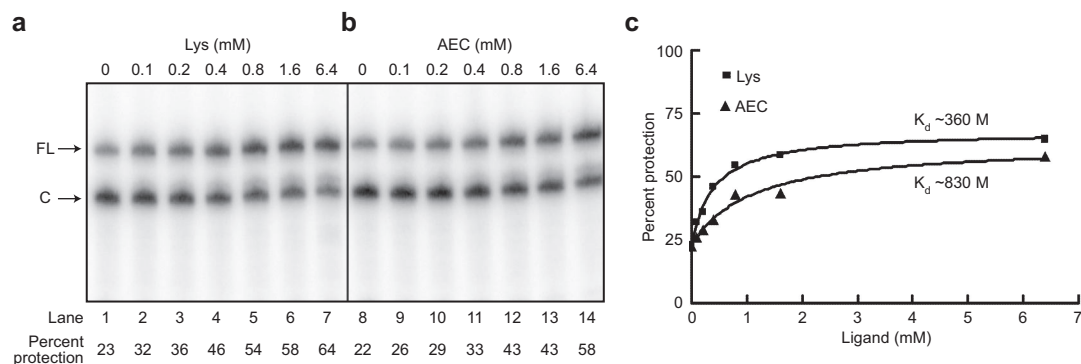 a
Lys (mM)
0 0.1 0.2 0.4 0.8 1.6 6.4
b
AEC (mM)
0 0.1 0.2 0.4 0.8 1.6 6.4
FL
C
Lane 1 2 3 4 5 6 7 8 9 10 11 12 13 14
Percent
protection
23 32 36 46 54 58 64 22 26 29 33 43 43 58
c
100
75
50
25
0
Percent protection
Lys
AEC
Kd ~360 M
Kd ~830 M
0 1 2 3 4 5 6 7
Ligand (mM)